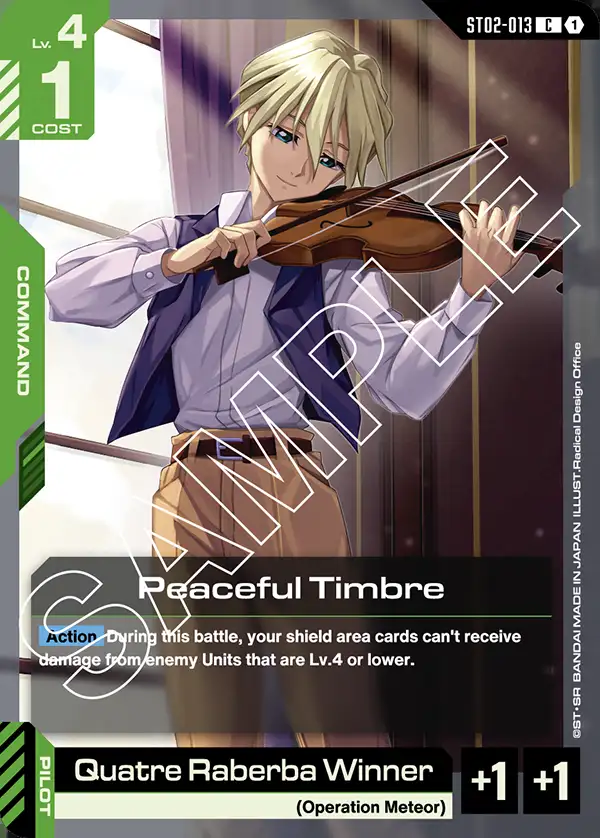 Lv. 4
1
COST
ST02-013 C 1
COMMAND
SAMPLE
Peaceful Timbre
Action During this battle, your shield area cards can't receive
damage from enemy Units that are Lv.4 or lower.
©ST・SR BANDAI MADE IN JAPAN ILLUST.Radical Design Office
PILOT
Quatre Raberba Winner
(Operation Meteor)
+1 +1